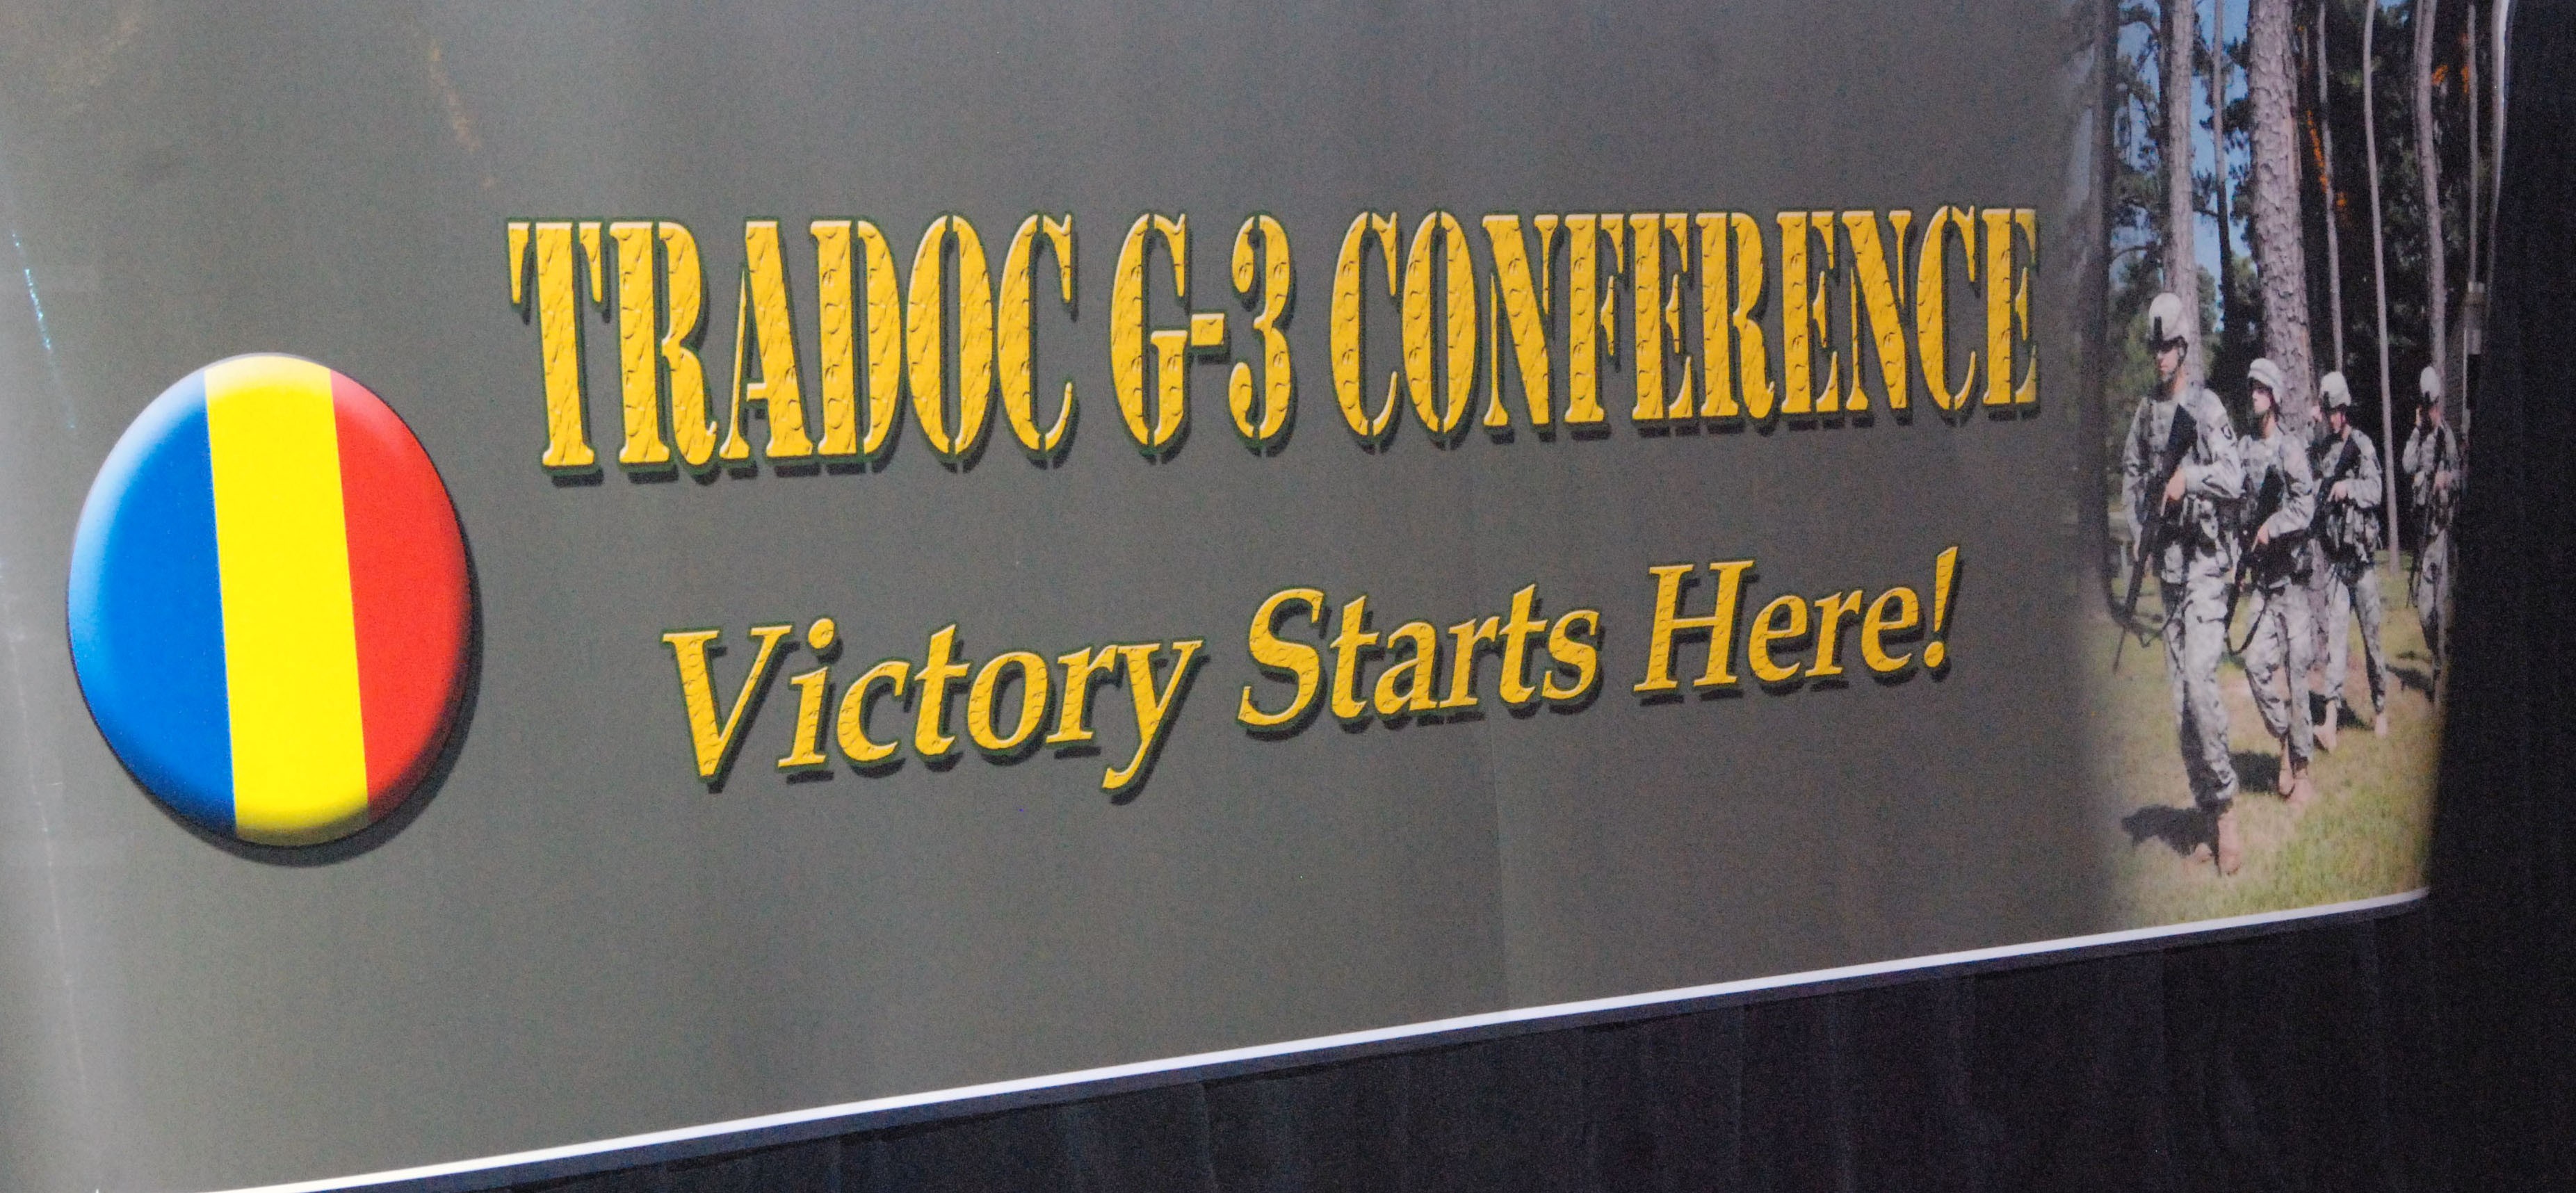 TRADOC G-3 CONFERENCE
Victory Starts Here!